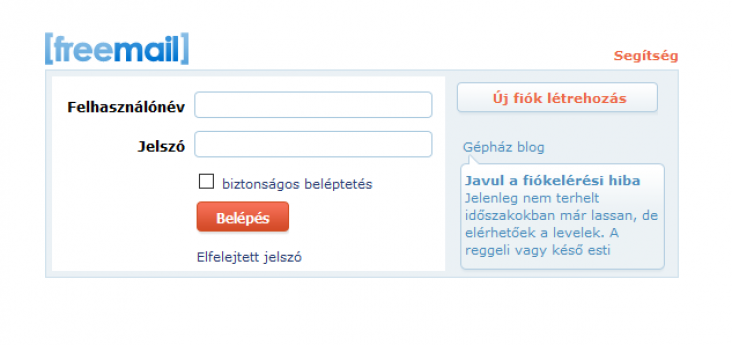 [freemail]
Segítség
Felhasználónév
Jelszó
biztonságos beléptetés
Belépés
Elfelejtett jelszó
Új fiók létrehozás
Gépház blog
Javul a fiókelérési hiba
Jelenleg nem terhelt
időszakokban már lassan, de
elérhetőek a levelek. A
reggeli vagy késő esti